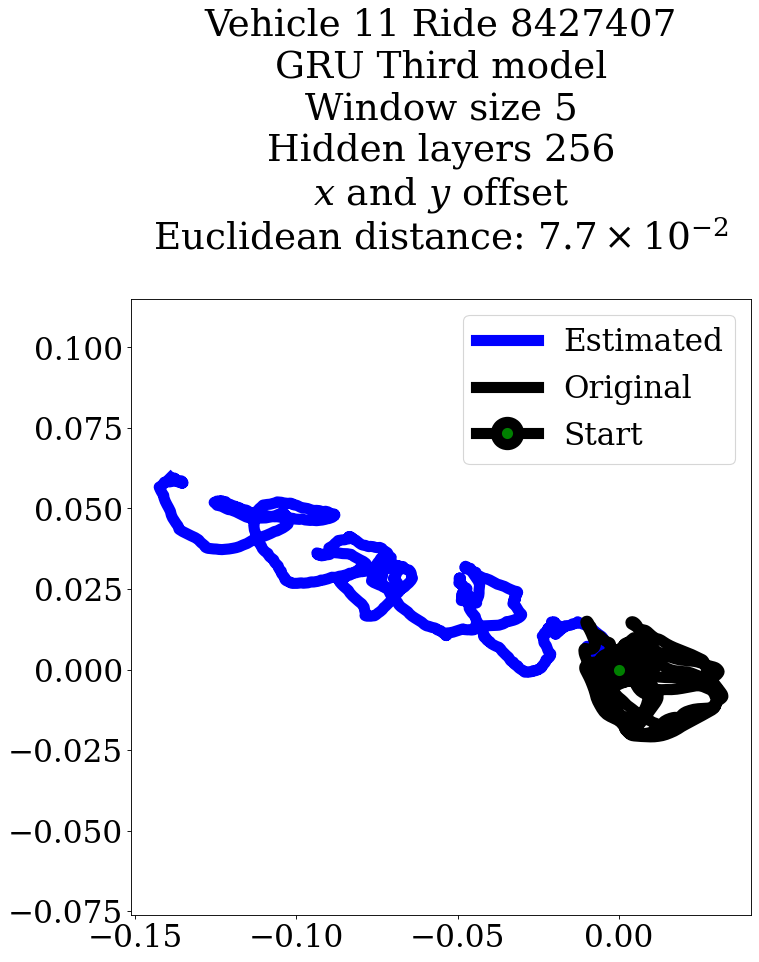 Vehicle 11 Ride 8427407
GRU Third model
Window size 5
Hidden layers 256
x and y offset
Euclidean distance: 7.7 × 10⁻²
Estimated
Original
Start
0.100
0.075
0.050
0.025
0.000
−0.025
−0.050
−0.075
−0.15 −0.10 −0.05 0.00